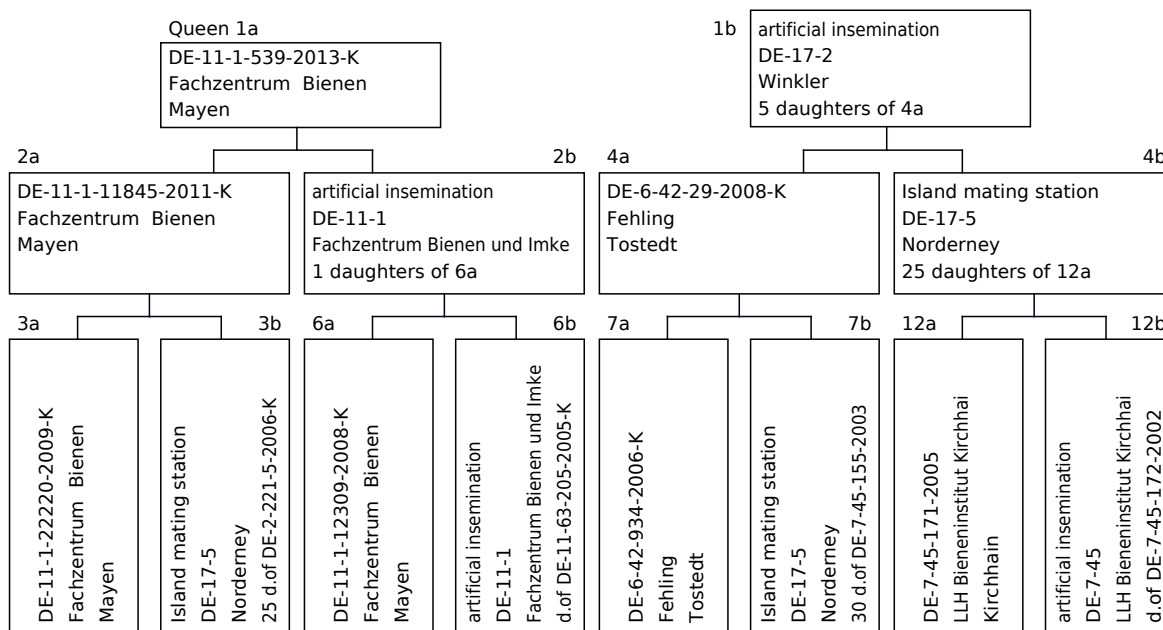 Queen 1a
DE-11-1-539-2013-K
Fachzentrum Bienen
Mayen
1b
artificial insemination
DE-17-2
Winkler
5 daughters of 4a
2a
DE-11-1-11845-2011-K
Fachzentrum Bienen
Mayen
2b
artificial insemination
DE-11-1
Fachzentrum Bienen und Imke
1 daughters of 6a
4a
DE-6-42-29-2008-K
Fehling
Tostedt
4b
Island mating station
DE-17-5
Norderney
25 daughters of 12a
3a
DE-11-1-22220-2009-K
Fachzentrum Bienen
Mayen
3b
Island mating station
DE-17-5
Norderney
25 d.of DE-2-221-5-2006-K
6a
DE-11-1-12309-2008-K
Fachzentrum Bienen
Mayen
6b
artificial insemination
DE-11-1
Fachzentrum Bienen und Imke
d.of DE-11-63-205-2005-K
7a
DE-6-42-934-2006-K
Fehling
Tostedt
7b
Island mating station
DE-17-5
Norderney
30 d.of DE-7-45-155-2003
12a
DE-7-45-171-2005
LLH Bieneninstitut Kirchhai
Kirchhain
12b
artificial insemination
DE-7-45
LLH Bieneninstitut Kirchhai
d.of DE-7-45-172-2002